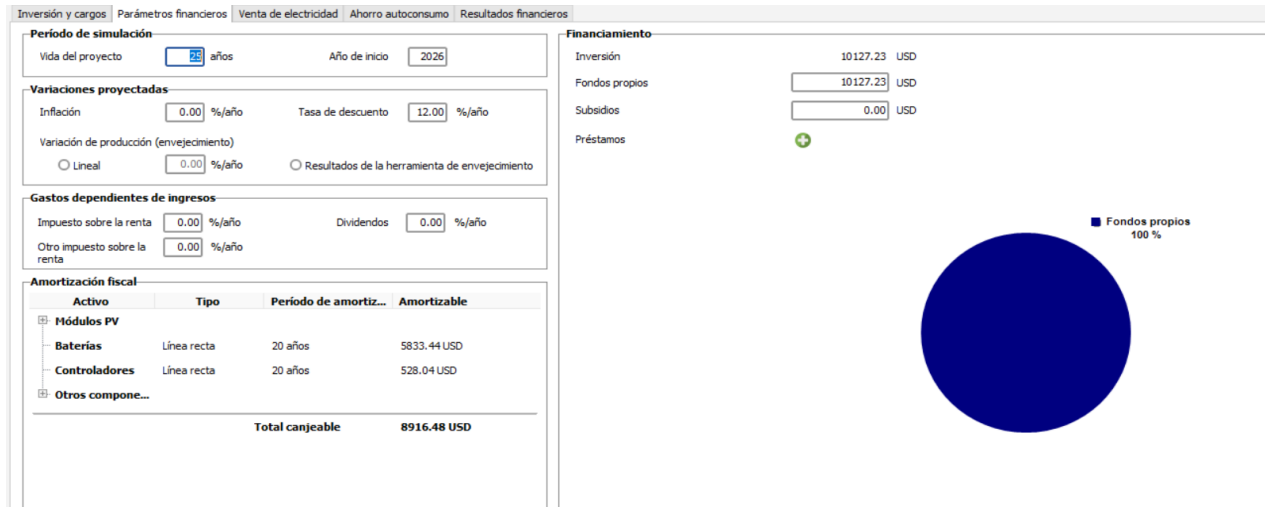 Inversión y cargos Parámetros financieros Venta de electricidad Ahorro autoconsumo Resultados financieros
Período de simulación
Vida del proyecto 25 años Año de inicio 2026
Variaciones proyectadas
Inflación 0.00 %/año Tasa de descuento 12.00 %/año
Variación de producción (envejecimiento)
Lineal 0.00 %/año Resultados de la herramienta de envejecimiento
Gastos dependientes de ingresos
Impuesto sobre la renta 0.00 %/año Dividendos 0.00 %/año
Otro impuesto sobre la renta 0.00 %/año
Amortización fiscal
Activo Tipo Período de amortiz... Amortizable
Módulos PV
Baterías Línea recta 20 años 5833.44 USD
Controladores Línea recta 20 años 528.04 USD
Otros compone...
Total canjeable 8916.48 USD
Financiamiento
Inversión 10127.23 USD
Fondos propios 10127.23 USD
Subsidios 0.00 USD
Préstamos
Fondos propios
100 %